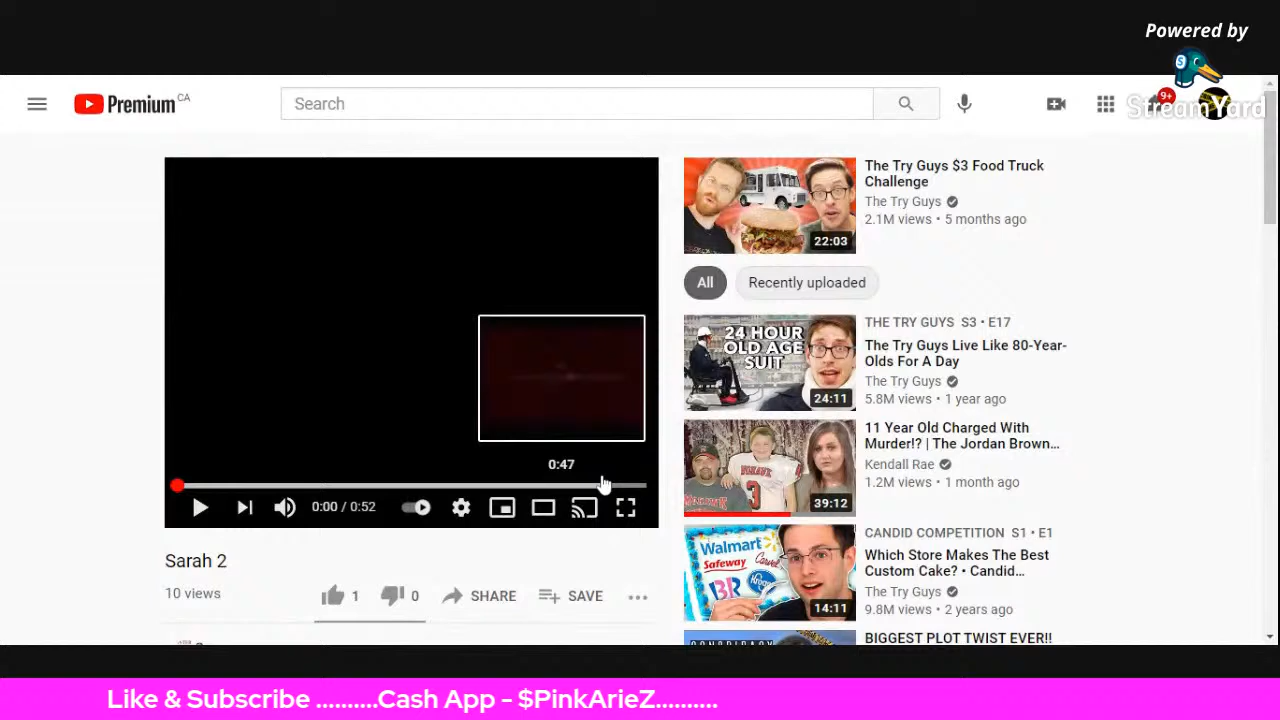 Powered by
StreamYard
Premium CA
Search
9+
0:47
0:00 / 0:52
Sarah 2
10 views
1
0
SHARE
SAVE
The Try Guys $3 Food Truck
Challenge
The Try Guys
2.1M views • 5 months ago
22:03
All
Recently uploaded
24 HOUR
OLD AGE
SUIT
24:11
THE TRY GUYS S3 • E17
The Try Guys Live Like 80-Year-
Olds For A Day
The Try Guys
5.8M views • 1 year ago
39:12
11 Year Old Charged With
Murder!? | The Jordan Brown...
Kendall Rae
1.2M views • 1 month ago
Walmart
Safeway
Carvel
BR
Kroger
14:11
CANDID COMPETITION S1 • E1
Which Store Makes The Best
Custom Cake? • Candid...
The Try Guys
9.8M views • 2 years ago
BIGGEST PLOT TWIST EVER!!
Like & Subscribe ..........Cash App - $PinkArieZ..........